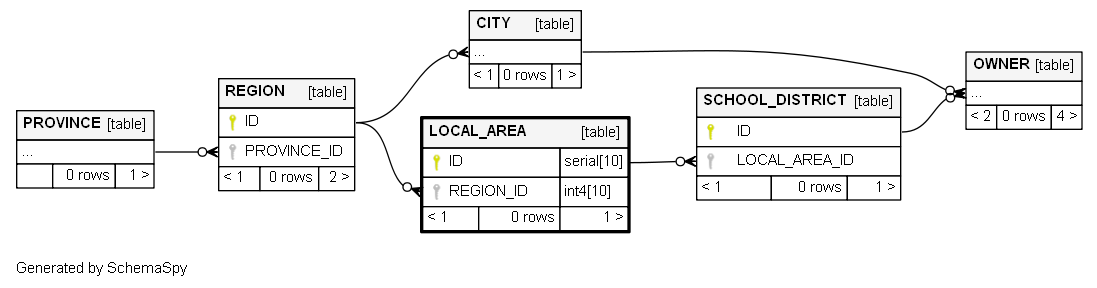 CITY [table]
...
< 1 0 rows 1 >
OWNER [table]
...
< 2 0 rows 4 >
REGION [table]
ID
PROVINCE_ID
< 1 0 rows 2 >
SCHOOL_DISTRICT [table]
ID
LOCAL_AREA_ID
< 1 0 rows 1 >
PROVINCE [table]
...
0 rows 1 >
LOCAL_AREA [table]
ID serial[10]
REGION_ID int4[10]
< 1 0 rows 1 >
Generated by SchemaSpy